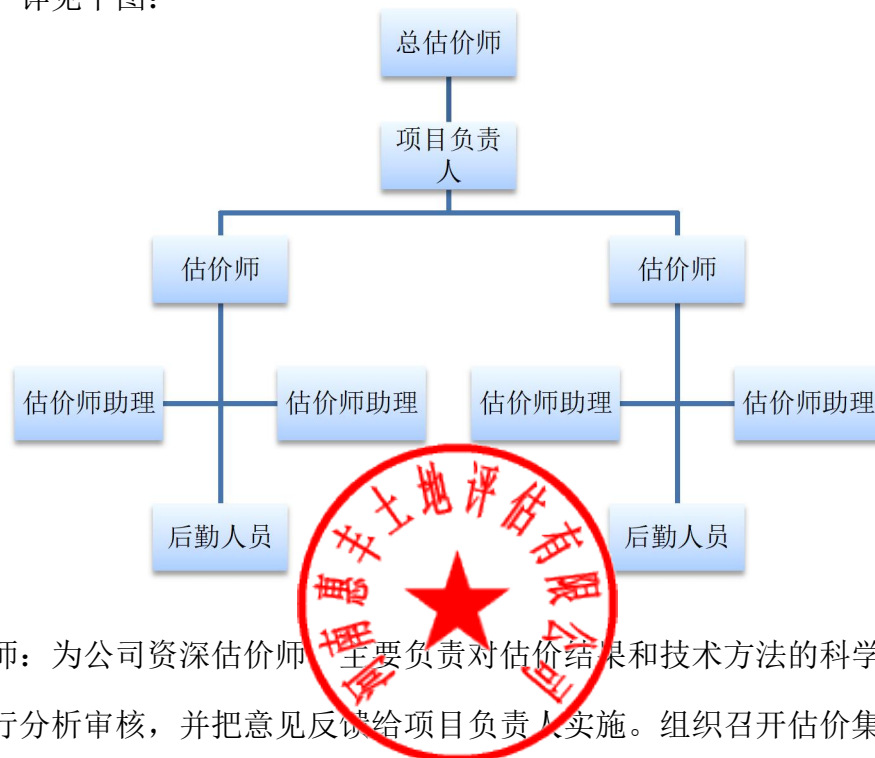 详见下图：
总估价师
项目负责
人
估价师 估价师
估价师助理 估价师助理 估价师助理 估价师助理
后勤人员 后勤人员
南惠丰土地评估有限公司
师：为公司资深估价师 主要负责对估价结果和技术方法的科学
行分析审核，并把意见反馈给项目负责人实施。组织召开估价集